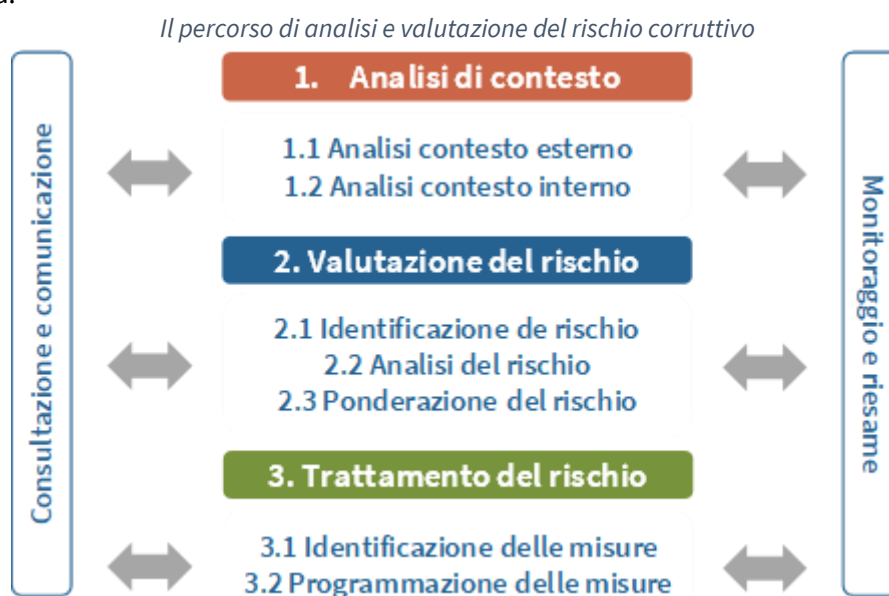 a.
Il percorso di analisi e valutazione del rischio corruttivo
Consultazione e comunicazione
1. Analisi di contesto
1.1 Analisi contesto esterno
1.2 Analisi contesto interno
2. Valutazione del rischio
2.1 Identificazione de rischio
2.2 Analisi del rischio
2.3 Ponderazione del rischio
3. Trattamento del rischio
3.1 Identificazione delle misure
3.2 Programmazione delle misure
Monitoraggio e riesame